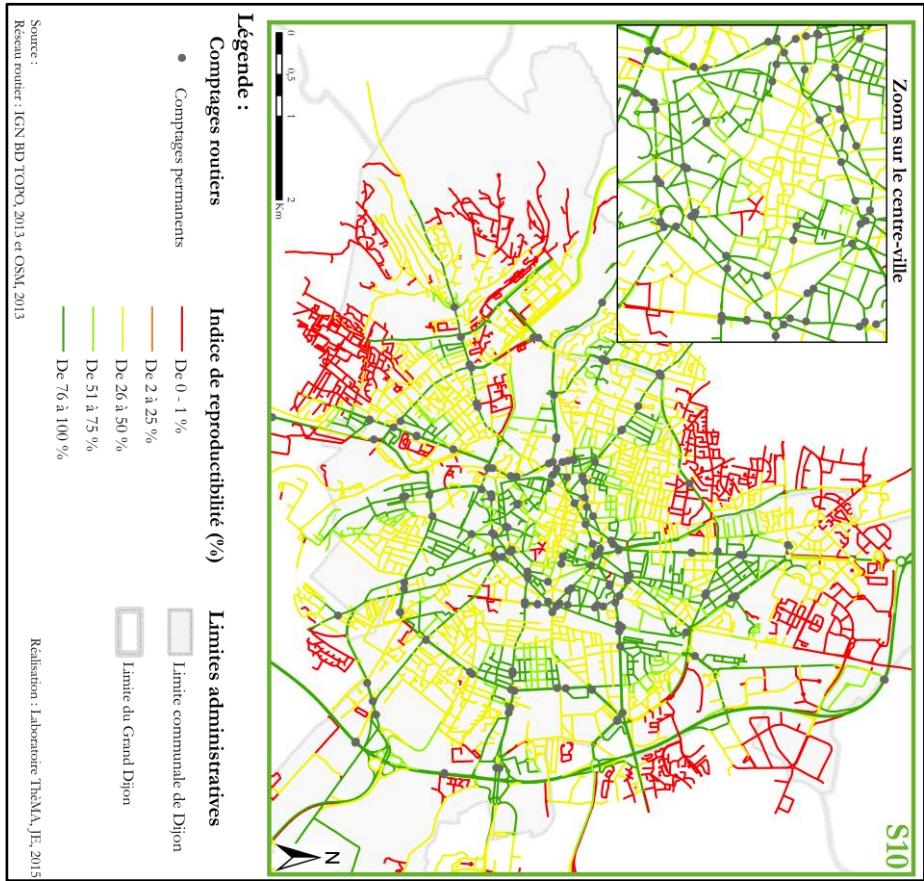 Zoom sur le centre-ville
S10
N
0 0,5 1 2
Km
Légende :
Comptages routiers
Comptages permanents
Indice de reproductibilité (%)
De 0 - 1 %
De 2 à 25 %
De 26 à 50 %
De 51 à 75 %
De 76 à 100 %
Limites administratives
Limite communale de Dijon
Limite du Grand Dijon
Source :
Réseau routier : IGN BD TOPO, 2013 et OSM, 2013
Réalisation : Laboratoire ThéMA, JE, 2015